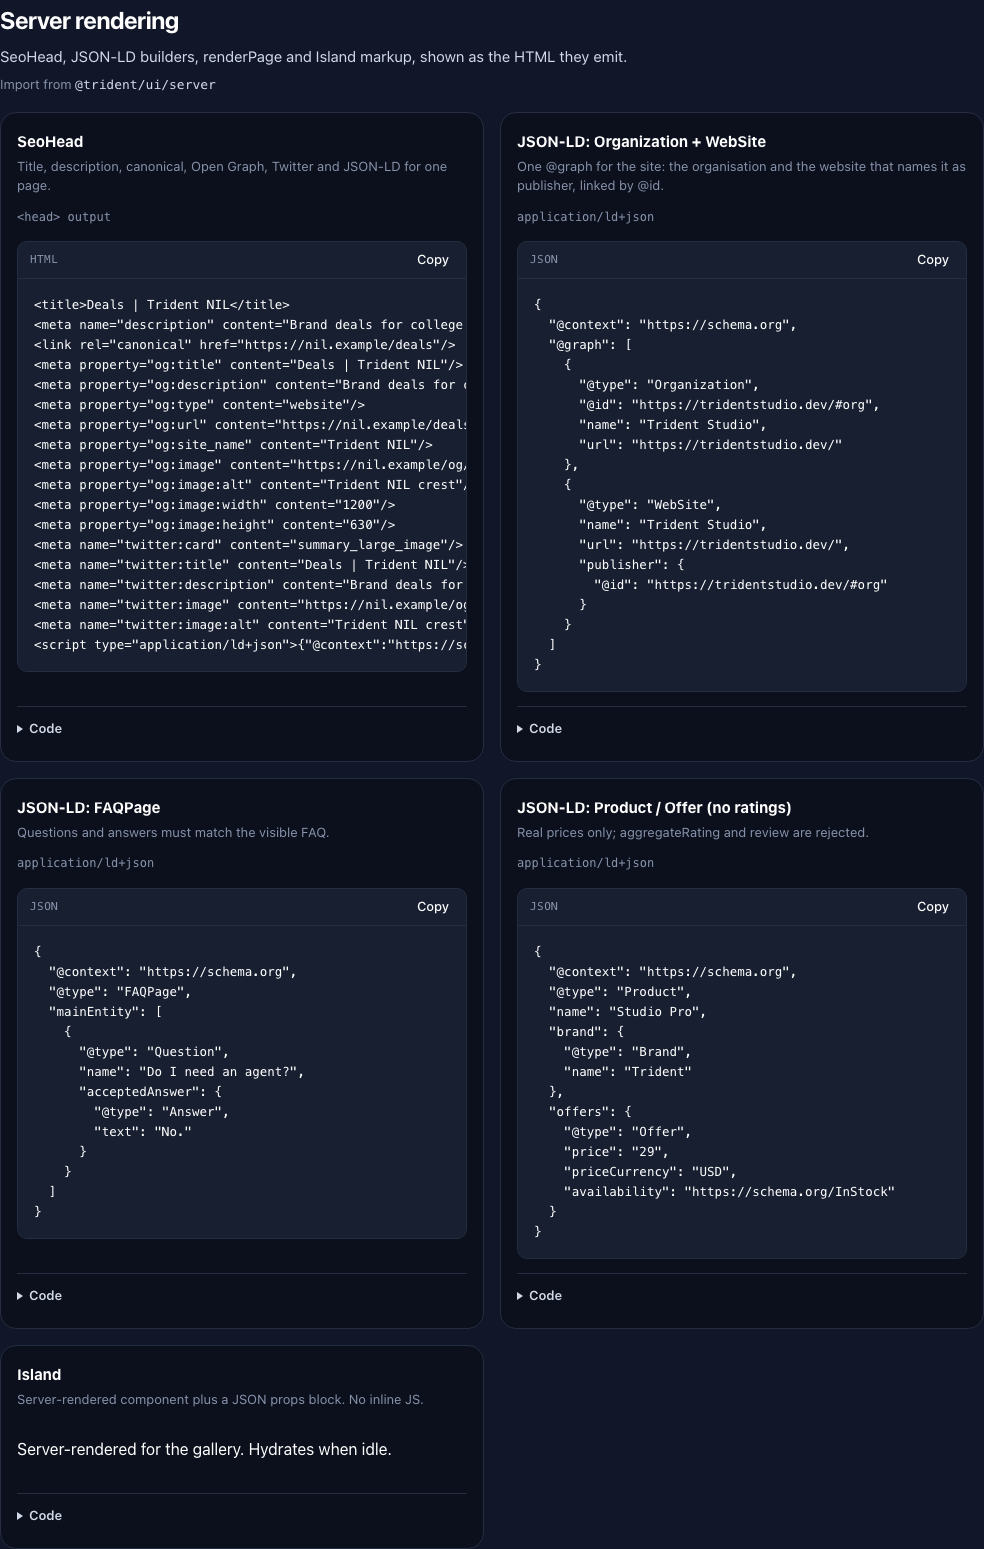 Server rendering
SeoHead, JSON-LD builders, renderPage and Island markup, shown as the HTML they emit.
Import from @trident/ui/server
SeoHead
Title, description, canonical, Open Graph, Twitter and JSON-LD for one
page.
<head> output
HTML
Copy
<title>Deals | Trident NIL</title>
<meta name="description" content="Brand deals for college
<link rel="canonical" href="https://nil.example/deals"/>
<meta property="og:title" content="Deals | Trident NIL"/>
<meta property="og:description" content="Brand deals for c
<meta property="og:type" content="website"/>
<meta property="og:url" content="https://nil.example/deals
<meta property="og:site_name" content="Trident NIL"/>
<meta property="og:image" content="https://nil.example/og/
<meta property="og:image:alt" content="Trident NIL crest"/
<meta property="og:image:width" content="1200"/>
<meta property="og:image:height" content="630"/>
<meta name="twitter:card" content="summary_large_image"/>
<meta name="twitter:title" content="Deals | Trident NIL"/>
<meta name="twitter:description" content="Brand deals for
<meta name="twitter:image" content="https://nil.example/og
<meta name="twitter:image:alt" content="Trident NIL crest"
<script type="application/ld+json">{"@context":"https://sc
Code
JSON-LD: Organization + WebSite
One @graph for the site: the organisation and the website that names it as
publisher, linked by @id.
application/ld+json
JSON
Copy
{
  "@context": "https://schema.org",
  "@graph": [
    {
      "@type": "Organization",
      "@id": "https://tridentstudio.dev/#org",
      "name": "Trident Studio",
      "url": "https://tridentstudio.dev/"
    },
    {
      "@type": "WebSite",
      "name": "Trident Studio",
      "url": "https://tridentstudio.dev/",
      "publisher": {
        "@id": "https://tridentstudio.dev/#org"
      }
    }
  ]
}
Code
JSON-LD: FAQPage
Questions and answers must match the visible FAQ.
application/ld+json
JSON
Copy
{
  "@context": "https://schema.org",
  "@type": "FAQPage",
  "mainEntity": [
    {
      "@type": "Question",
      "name": "Do I need an agent?",
      "acceptedAnswer": {
        "@type": "Answer",
        "text": "No."
      }
    }
  ]
}
Code
JSON-LD: Product / Offer (no ratings)
Real prices only; aggregateRating and review are rejected.
application/ld+json
JSON
Copy
{
  "@context": "https://schema.org",
  "@type": "Product",
  "name": "Studio Pro",
  "brand": {
    "@type": "Brand",
    "name": "Trident"
  },
  "offers": {
    "@type": "Offer",
    "price": "29",
    "priceCurrency": "USD",
    "availability": "https://schema.org/InStock"
  }
}
Code
Island
Server-rendered component plus a JSON props block. No inline JS.
Server-rendered for the gallery. Hydrates when idle.
Code